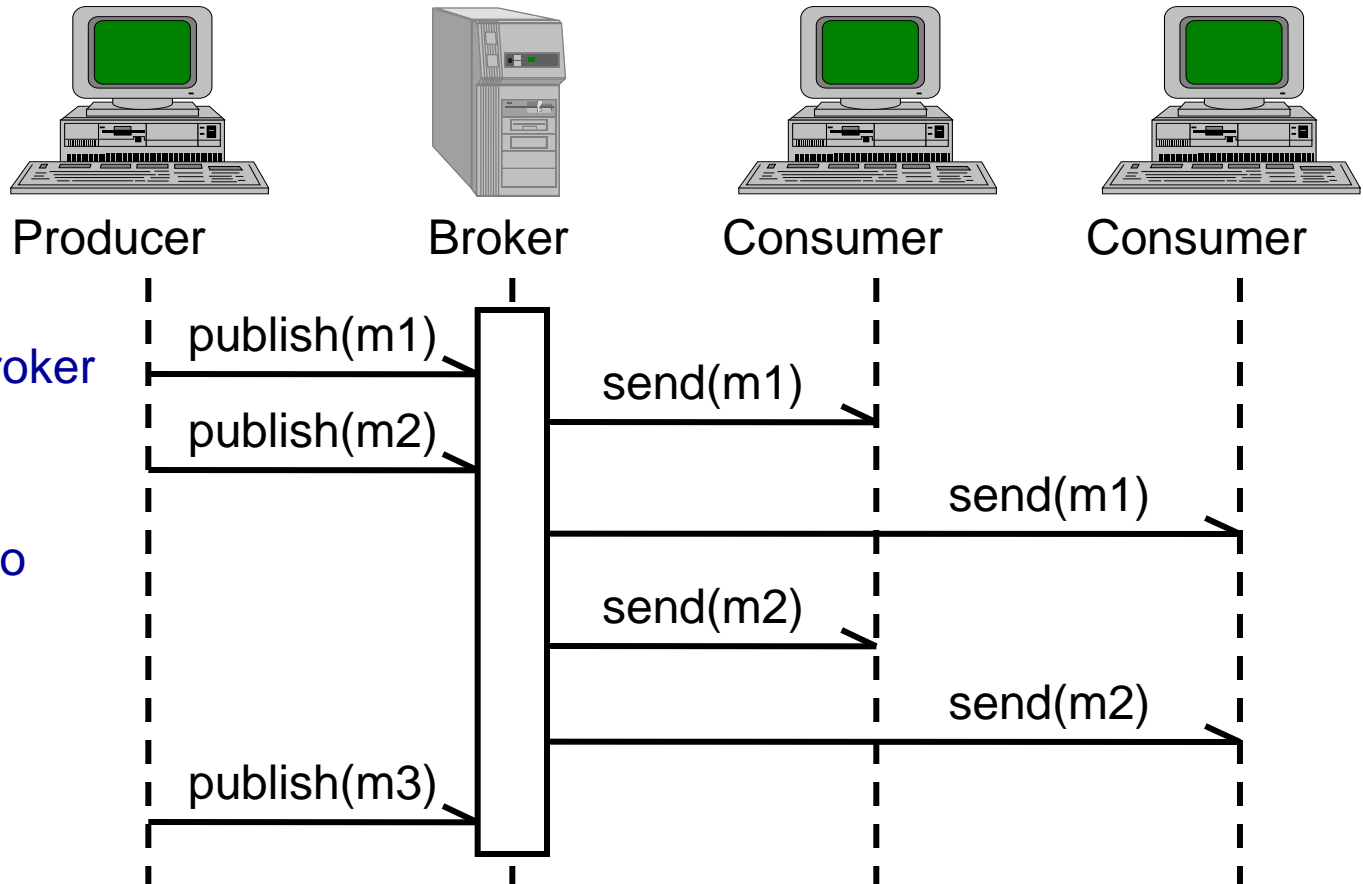 Producer
Broker
Consumer
Consumer
publish(m1)
send(m1)
publish(m2)
send(m1)
send(m2)
send(m2)
publish(m3)